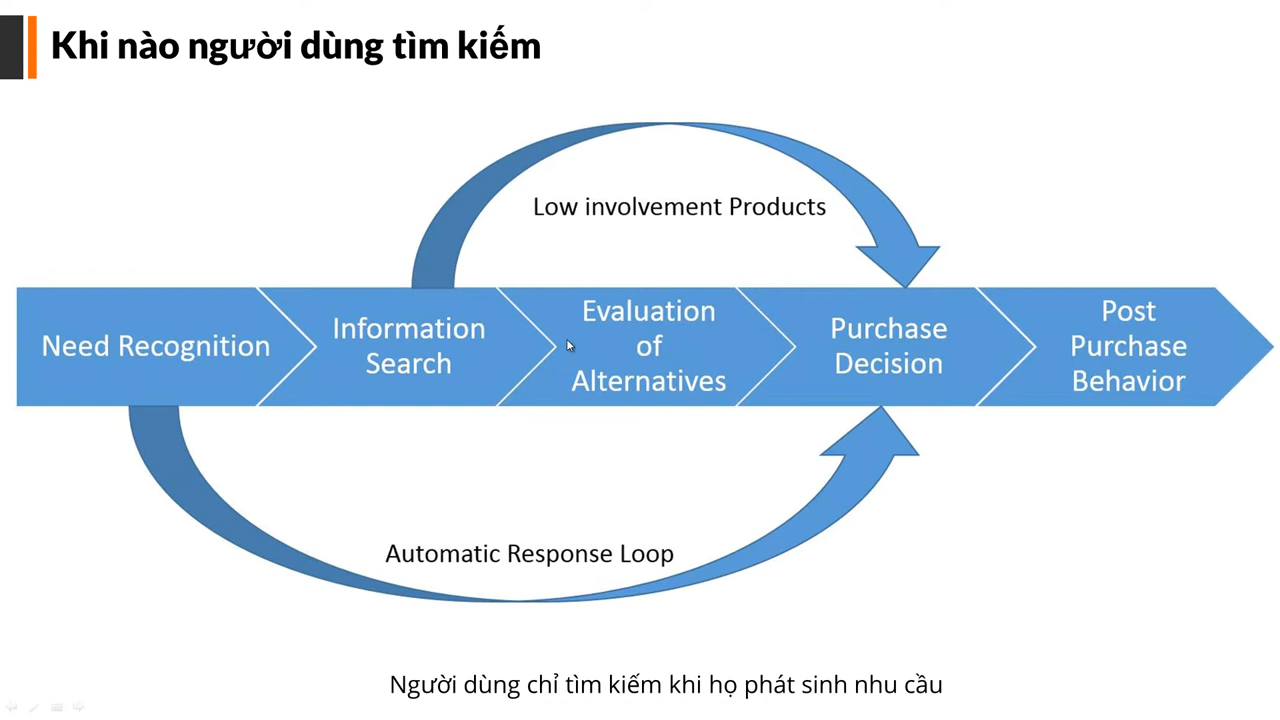 Khi nào người dùng tìm kiếm
Low involvement Products
Need Recognition
Information
Search
Evaluation
of
Alternatives
Purchase
Decision
Post
Purchase
Behavior
Automatic Response Loop
Người dùng chỉ tìm kiếm khi họ phát sinh nhu cầu